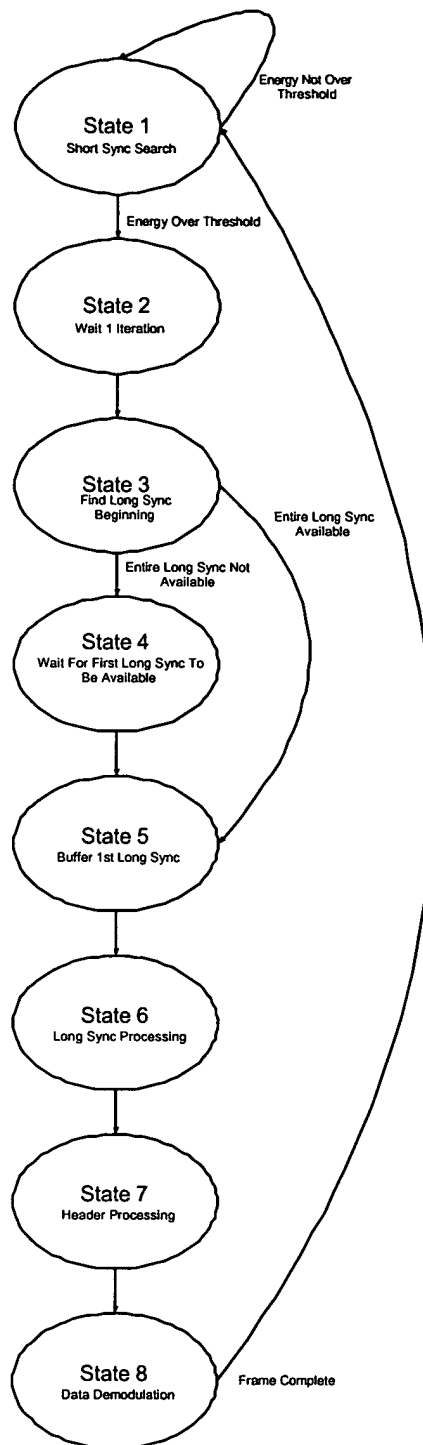 Energy Not Over
Threshold
State 1
Short Sync Search
Energy Over Threshold
State 2
Wait 1 Iteration
State 3
Find Long Sync
Beginning
Entire Long Sync
Available
Entire Long Sync Not
Available
State 4
Wait For First Long Sync To
Be Available
State 5
Buffer 1st Long Sync
State 6
Long Sync Processing
State 7
Header Processing
State 8
Data Demodulation
Frame Complete